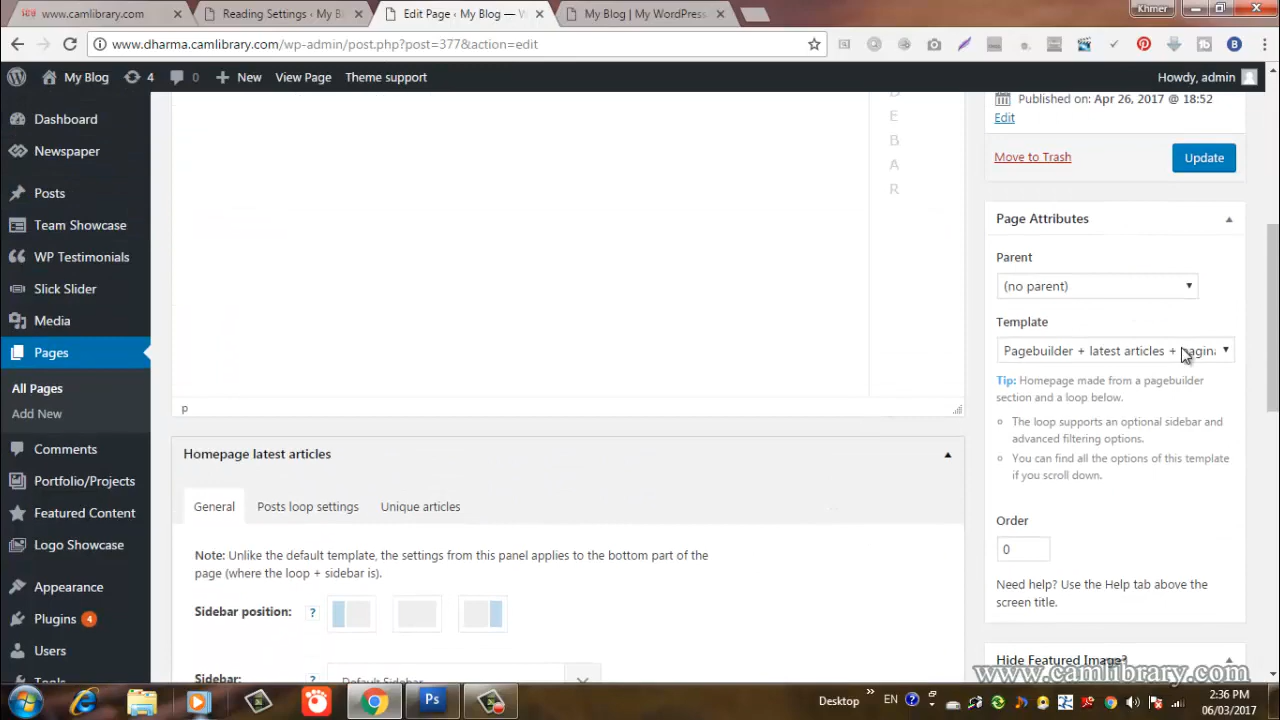 www.camlibrary.com
Reading Settings ‹ My Bl
Edit Page ‹ My Blog —
My Blog | My WordPress
Khmer
www.dharma.camlibrary.com/wp-admin/post.php?post=377&action=edit
My Blog 4 0 New View Page Theme support
Howdy, admin
Dashboard
Newspaper
Posts
Team Showcase
WP Testimonials
Slick Slider
Media
Pages
All Pages
Add New
Comments
Portfolio/Projects
Featured Content
Logo Showcase
Appearance
Plugins 4
Users
E
B
A
R
p
Homepage latest articles
General Posts loop settings Unique articles
Note: Unlike the default template, the settings from this panel applies to the bottom part of the
page (where the loop + sidebar is).
Sidebar position: ?
Sidebar: Default Sidebar
Published on: Apr 26, 2017 @ 18:52
Edit
Move to Trash
Update
Page Attributes
Parent
(no parent)
Template
Pagebuilder + latest articles + pagina
Tip: Homepage made from a pagebuilder
section and a loop below.
The loop supports an optional sidebar and
advanced filtering options.
You can find all the options of this template
if you scroll down.
Order
0
Need help? Use the Help tab above the
screen title.
Hide Featured Image?
www.camlibrary.com
Desktop
EN
2:36 PM
06/03/2017